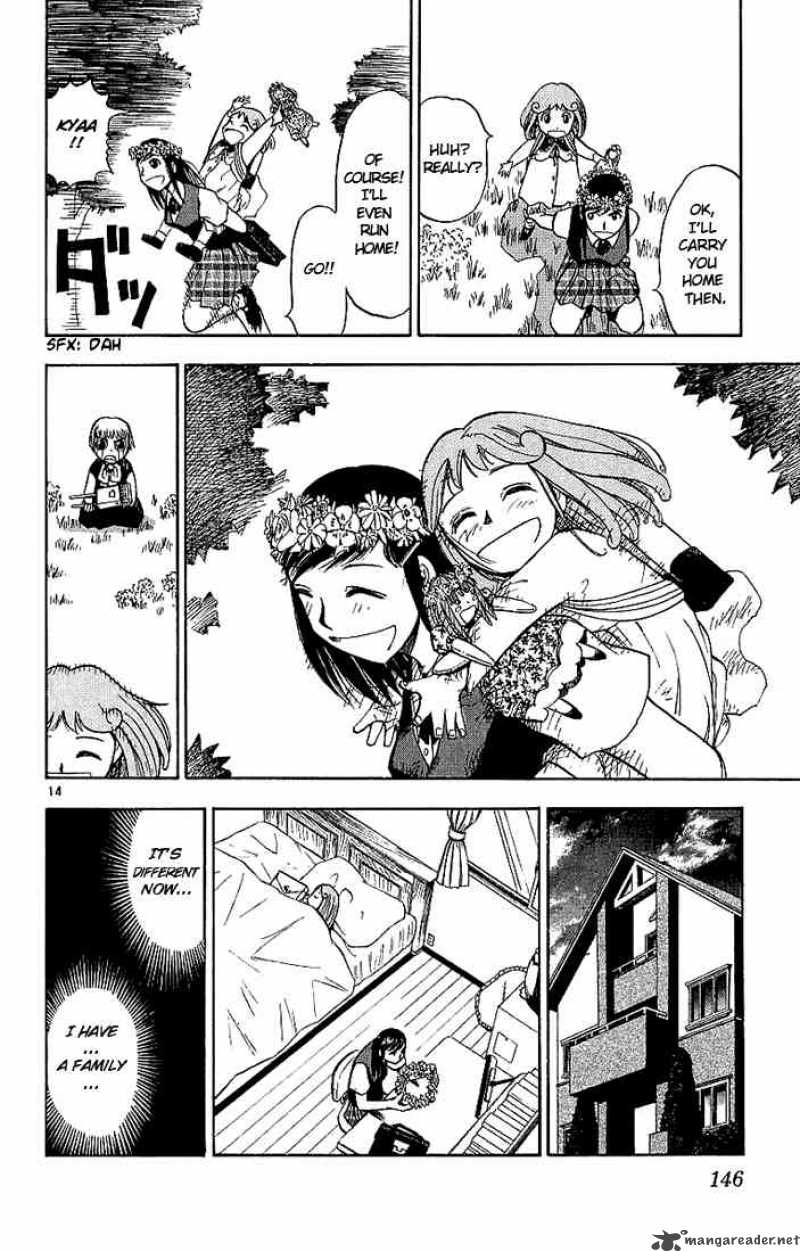 OK,
I'LL
CARRY
YOU
HOME
THEN.
HUH?
REALLY?
OF
COURSE!
I'LL
EVEN
RUN
HOME!
GO!!
KYAA
!!
ダッ
SFX: DAH
14
IT'S
DIFFERENT
NOW...
I HAVE
...
A FAMILY
...
146
mangareader.net